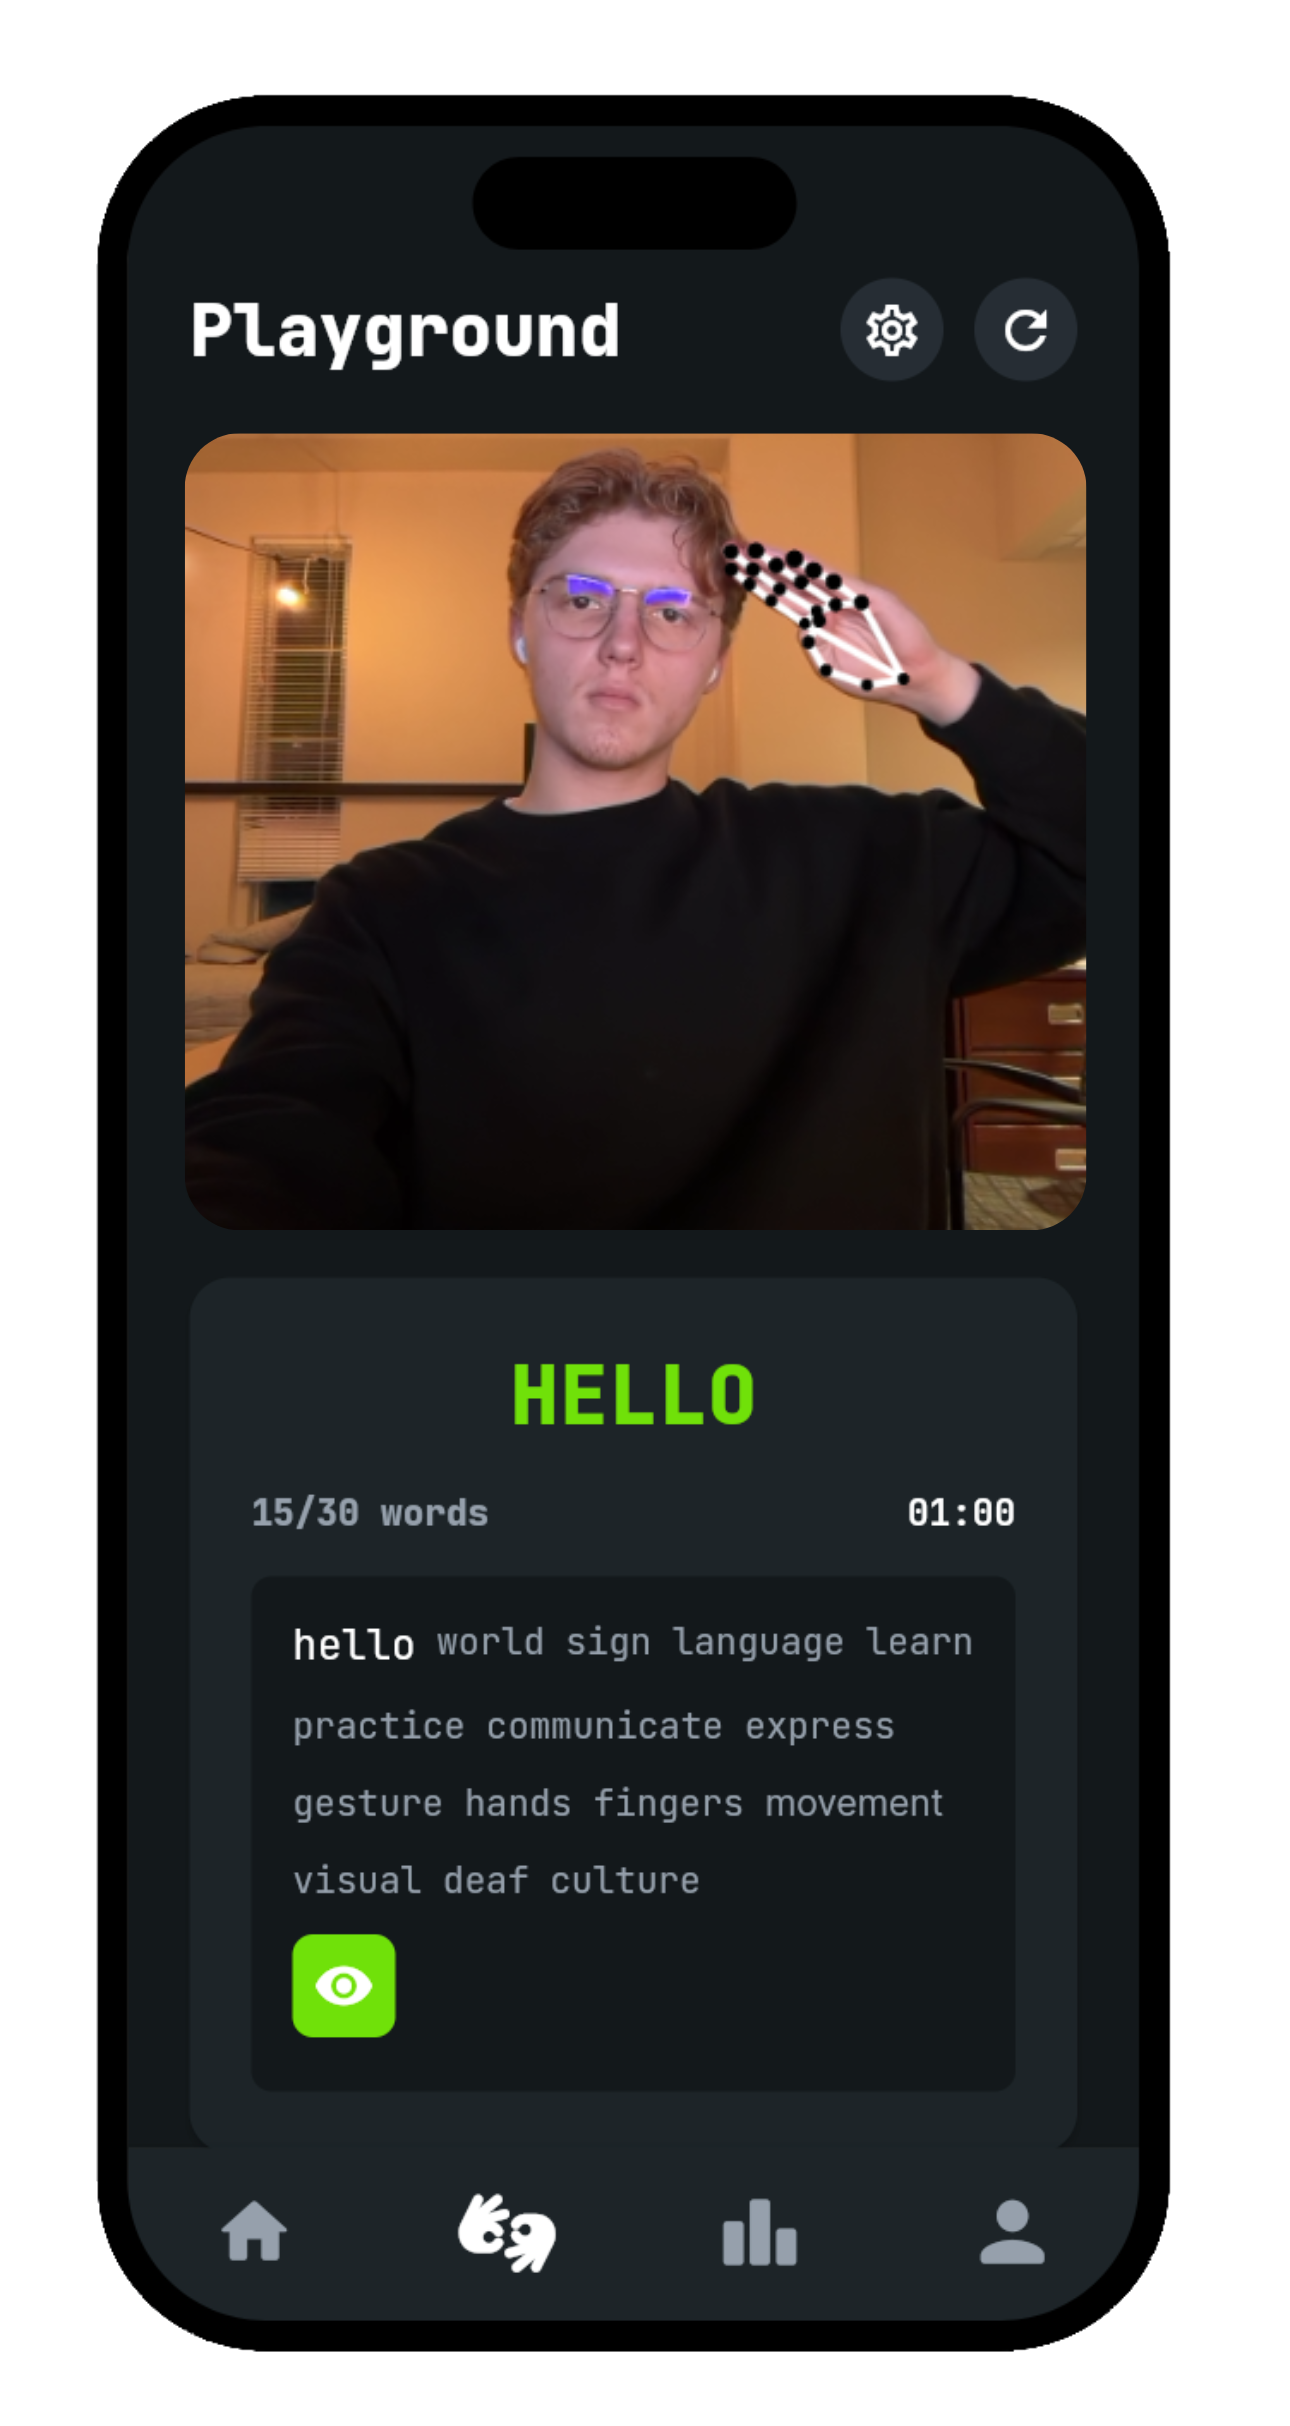 Playground
HELLO
15/30 words
01:00
hello world sign language learn
practice communicate express
gesture hands fingers movement
visual deaf culture